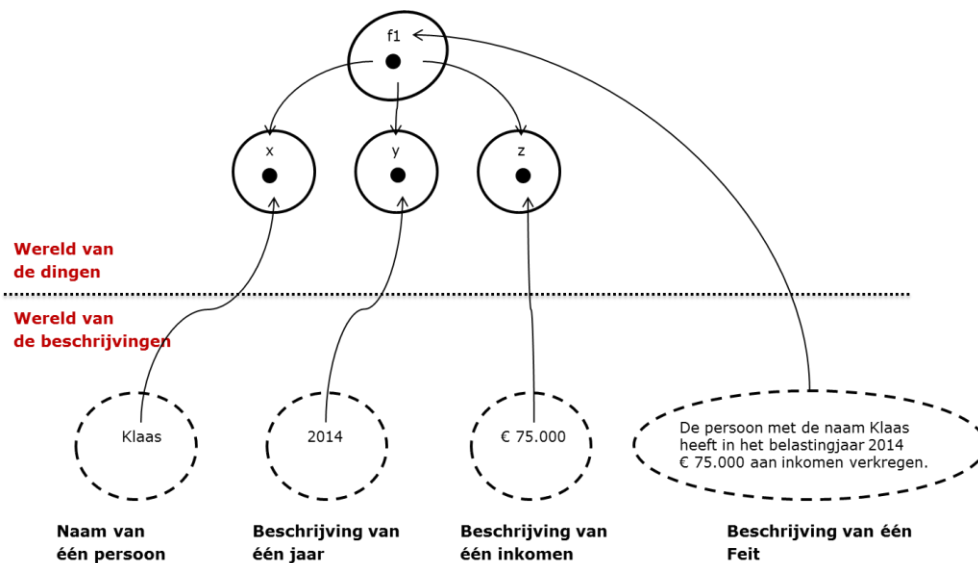 f1
x
y
z
Wereld van
de dingen
Wereld van
de beschrijvingen
Klaas
2014
€ 75.000
De persoon met de naam Klaas
heeft in het belastingjaar 2014
€ 75.000 aan inkomen verkregen.
Naam van
één persoon
Beschrijving van
één jaar
Beschrijving van
één inkomen
Beschrijving van één
Feit